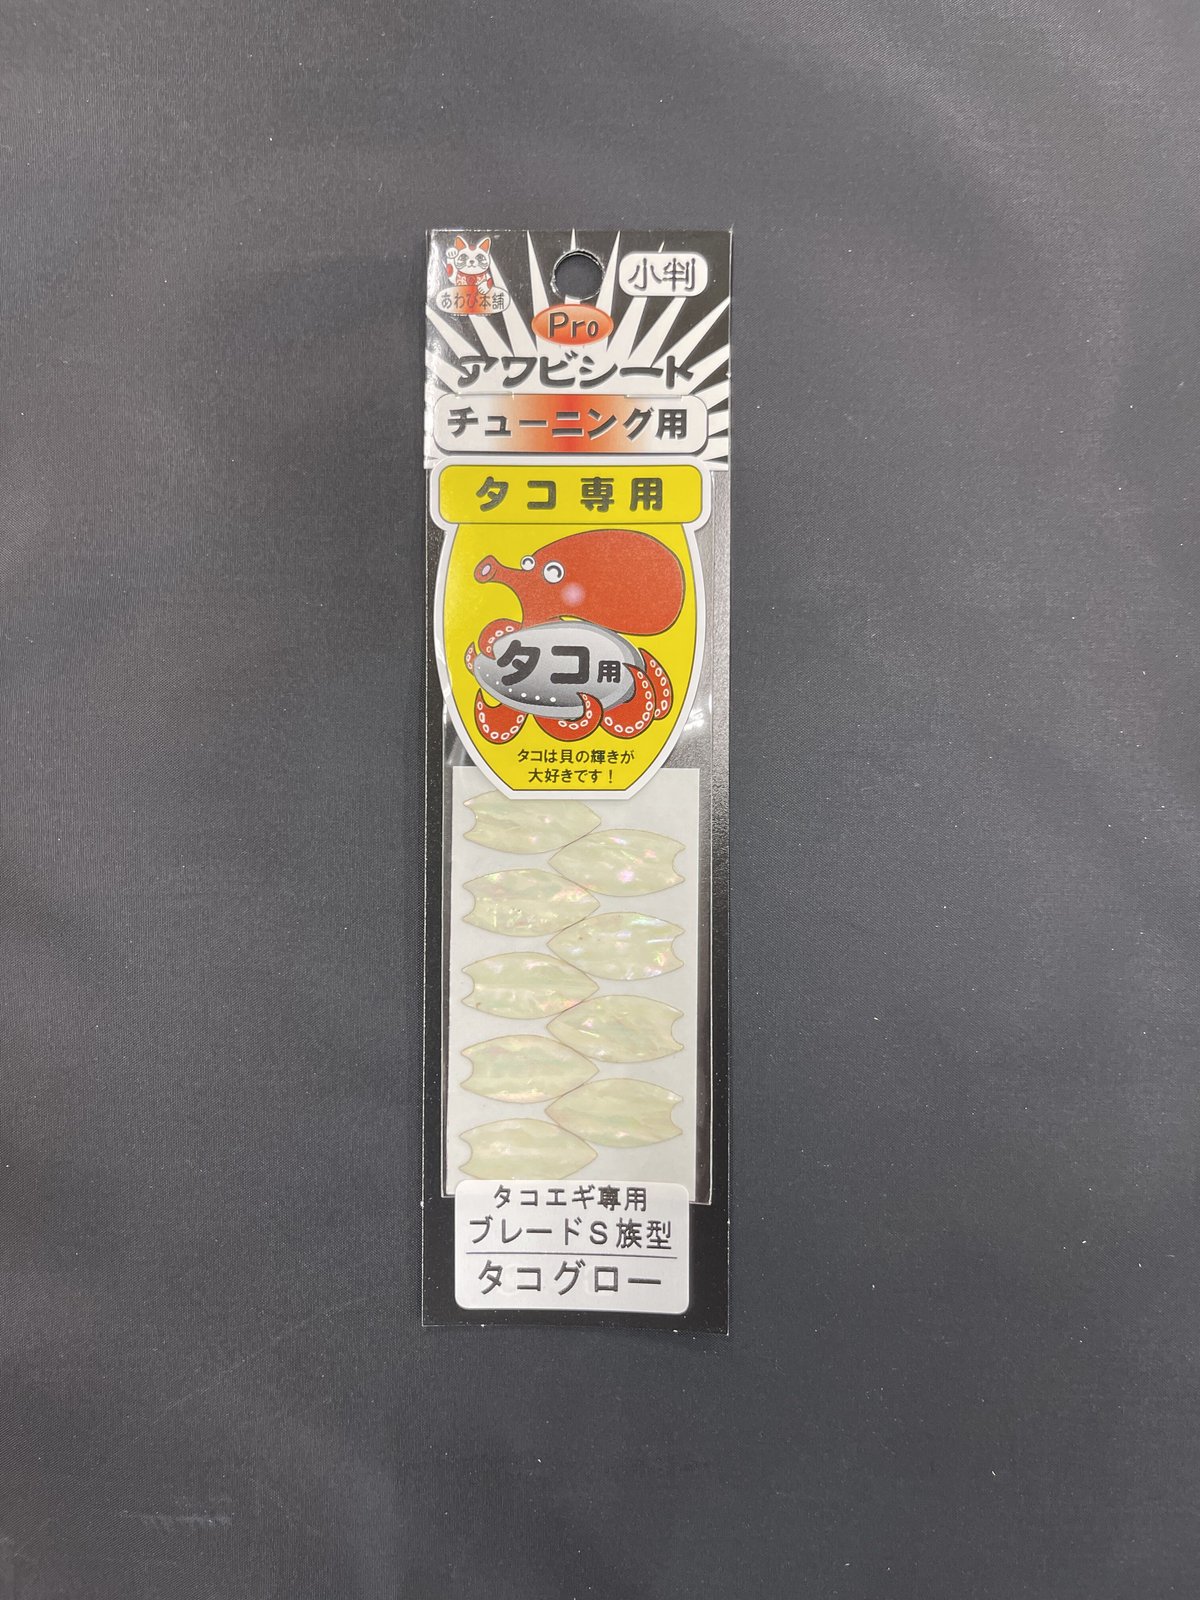 あわび本舗
小判
Pro
アワビシート
チューニング用
タコ専用
タコ用
タコは貝の輝きが
大好きです！
タコエギ専用
ブレードS族型
タコグロー